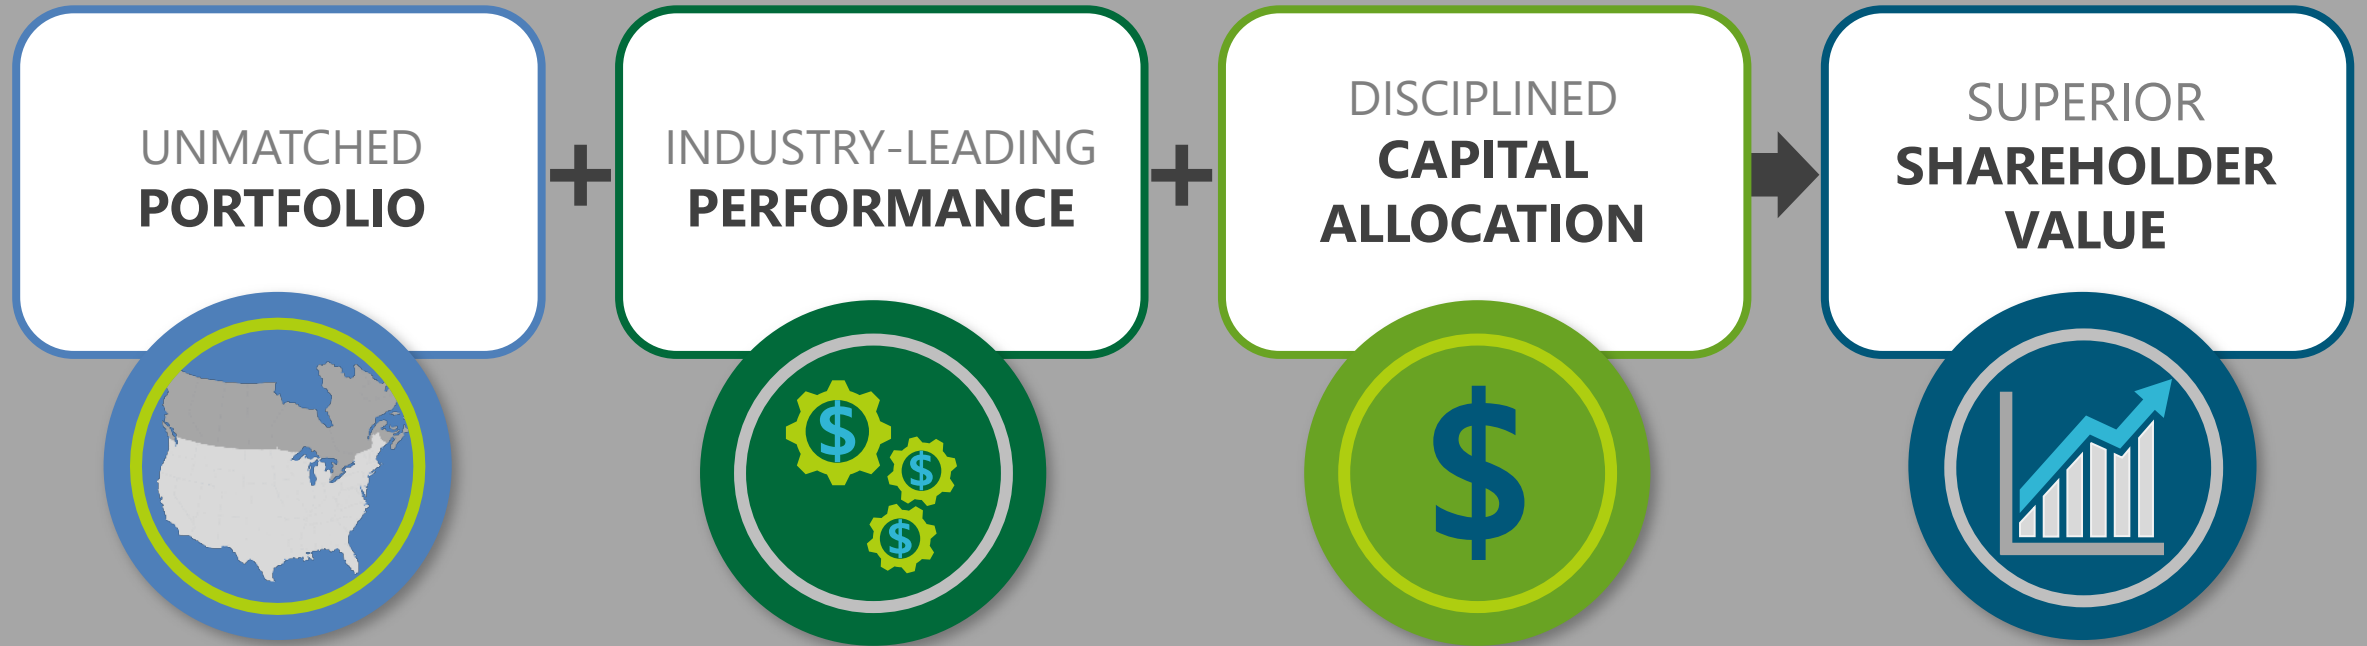 UNMATCHED
PORTFOLIO
+
INDUSTRY-LEADING
PERFORMANCE
+
DISCIPLINED
CAPITAL
ALLOCATION
SUPERIOR
SHAREHOLDER
VALUE
$
$
$
$